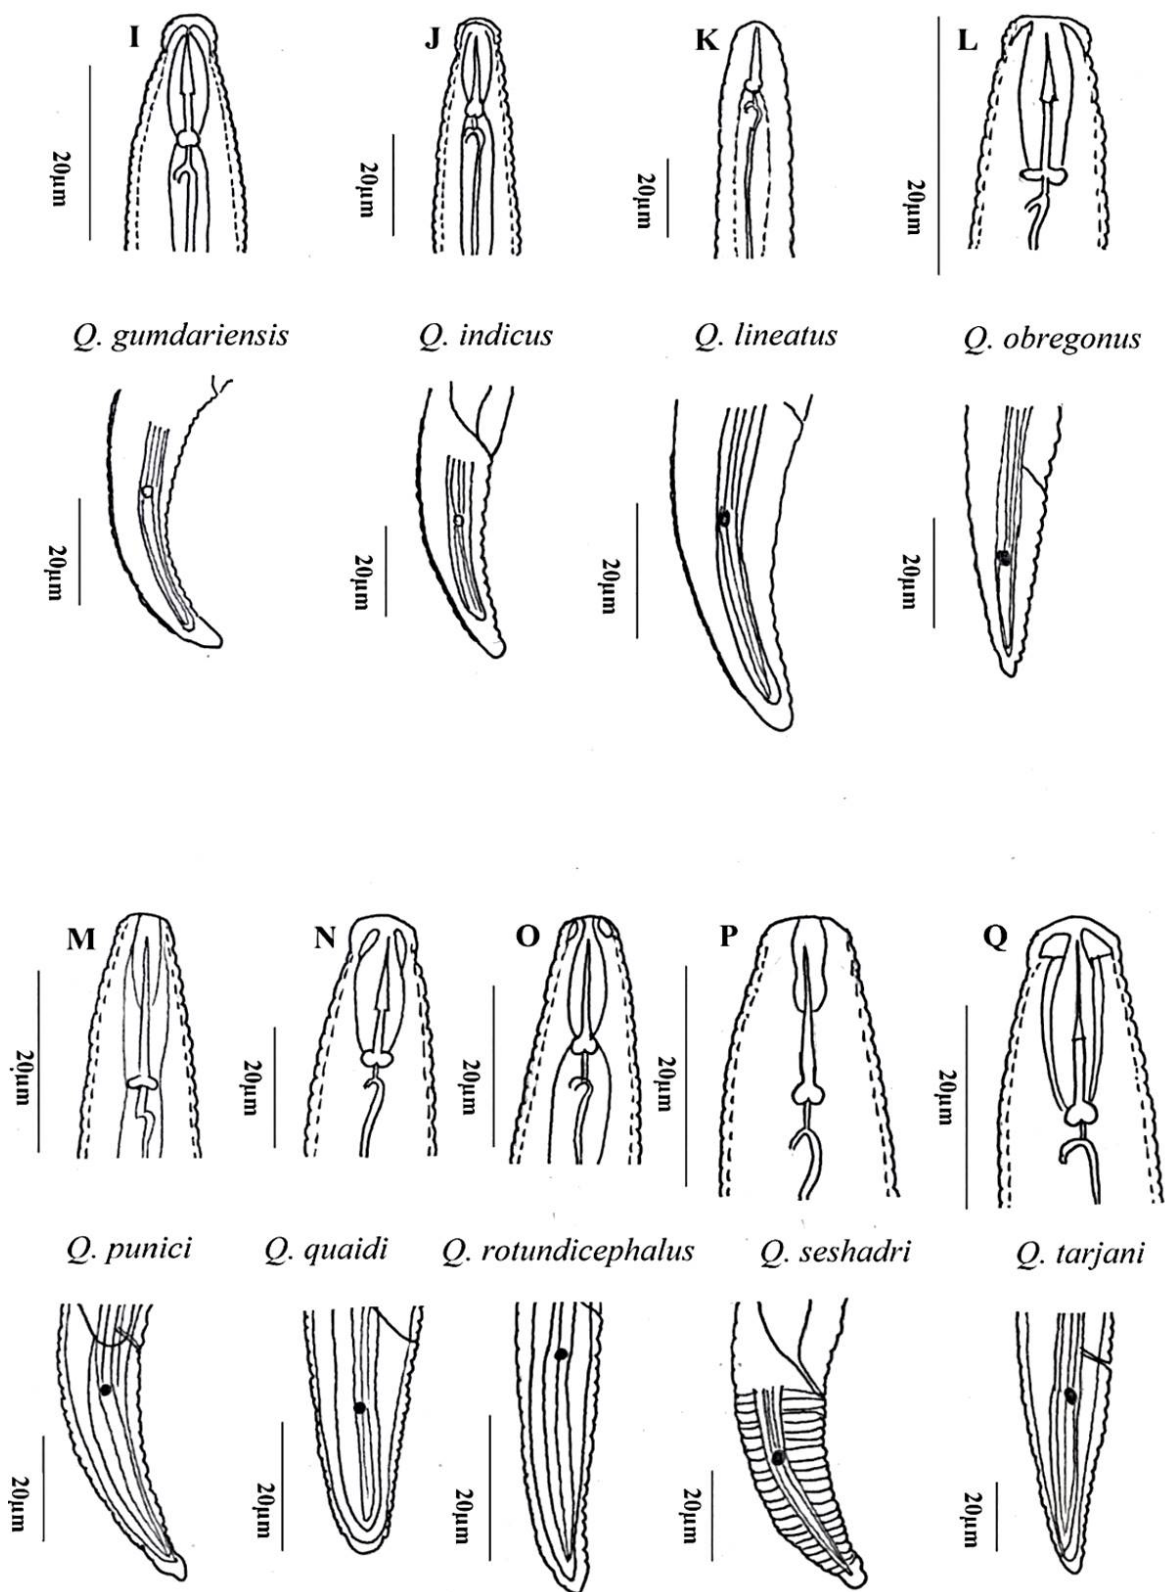 I J K L
20µm 20µm 20µm 20µm
Q. gumdariensis Q. indicus Q. lineatus Q. obregonus
20µm 20µm 20µm 20µm
M N O P Q
20µm 20µm 20µm 20µm 20µm
Q. punici Q. quaidi Q. rotundicephalus Q. seshadri Q. tarjani
20µm 20µm 20µm 20µm 20µm